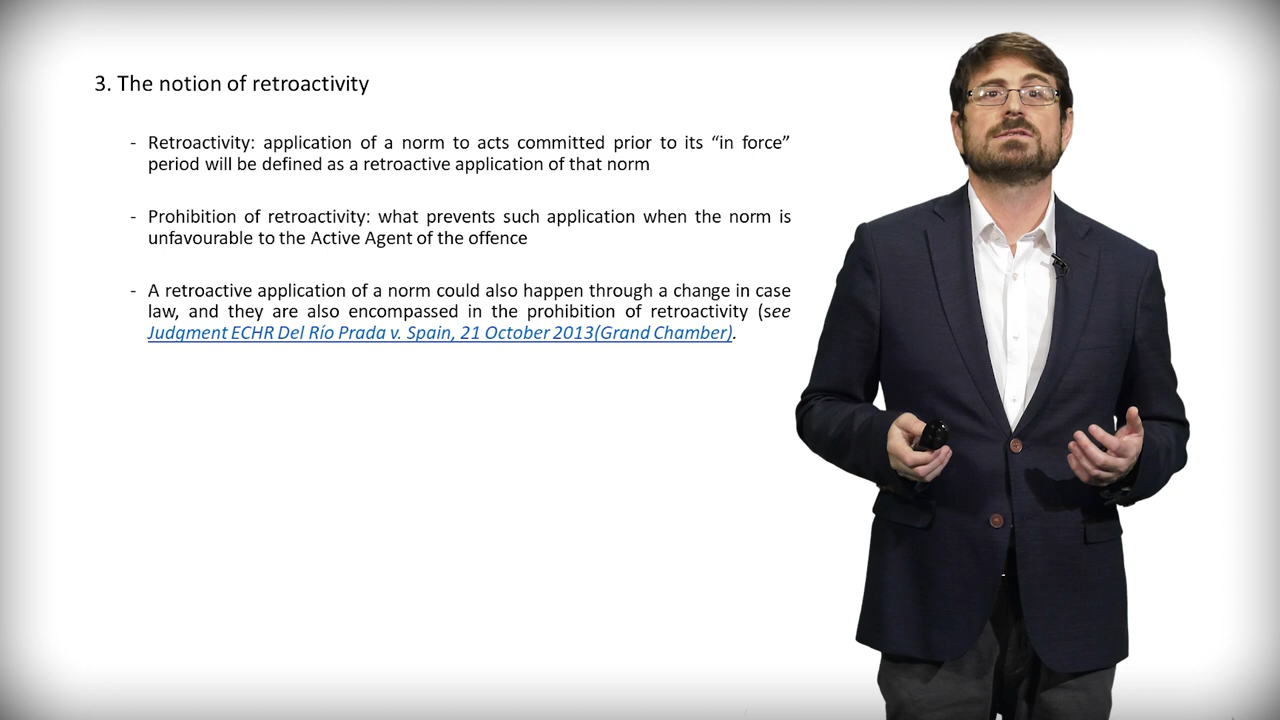 3. The notion of retroactivity
- Retroactivity: application of a norm to acts committed prior to its “in force”
period will be defined as a retroactive application of that norm
- Prohibition of retroactivity: what prevents such application when the norm is
unfavourable to the Active Agent of the offence
- A retroactive application of a norm could also happen through a change in case
law, and they are also encompassed in the prohibition of retroactivity (see
Judgment ECHR Del Río Prada v. Spain, 21 October 2013(Grand Chamber).